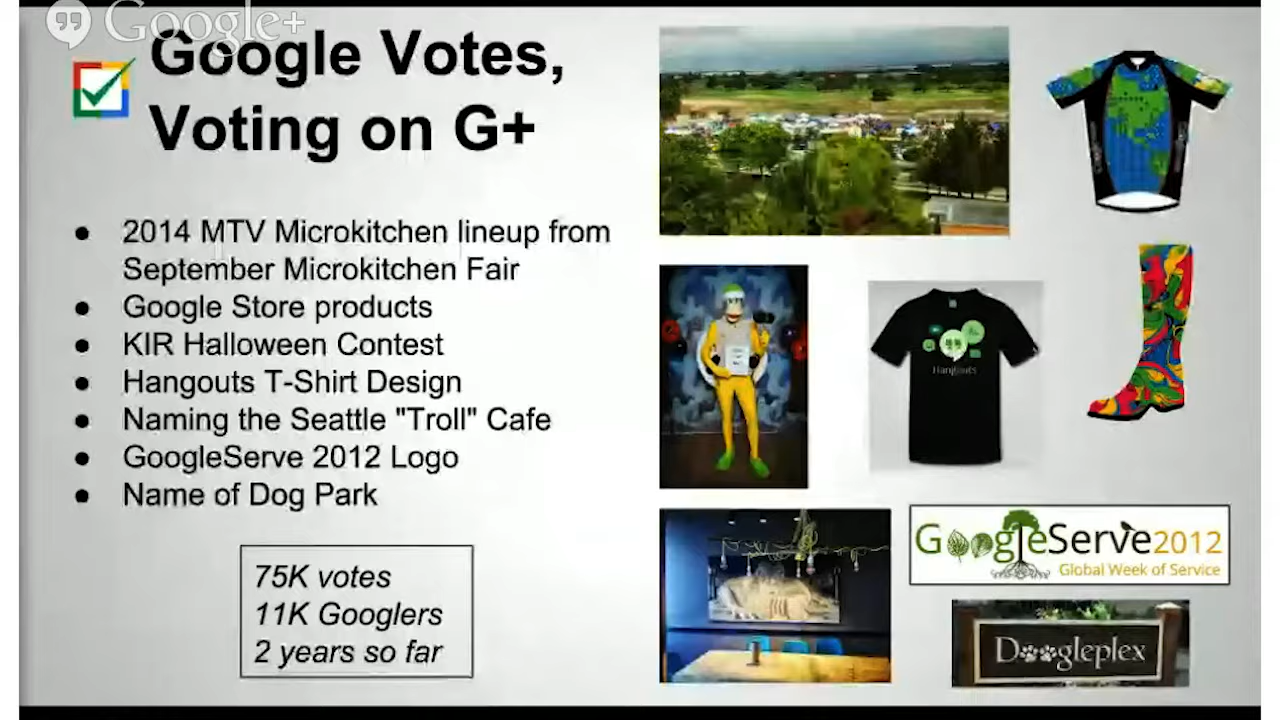 Google+
Google Votes,
Voting on G+
● 2014 MTV Microkitchen lineup from
September Microkitchen Fair
● Google Store products
● KIR Halloween Contest
● Hangouts T-Shirt Design
● Naming the Seattle "Troll" Cafe
● GoogleServe 2012 Logo
● Name of Dog Park
75K votes
11K Googlers
2 years so far
Hangouts
GoogleServe2012
Global Week of Service
Doogleplex